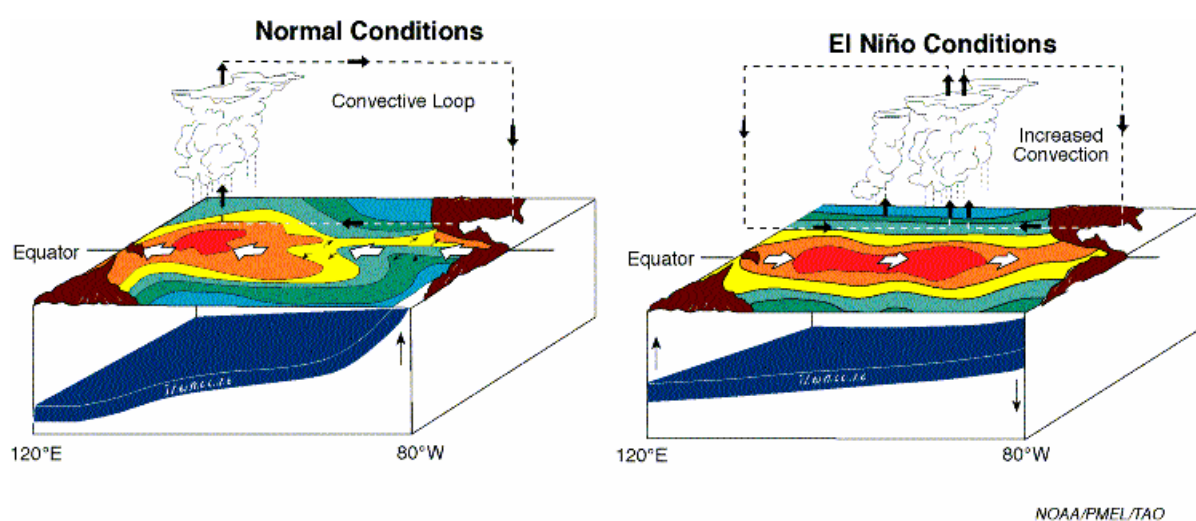 Normal Conditions
Convective Loop
Equator
120°E
80°W
El Niño Conditions
Increased
Convection
Equator
120°E
80°W
NOAA/PMEL/TAO